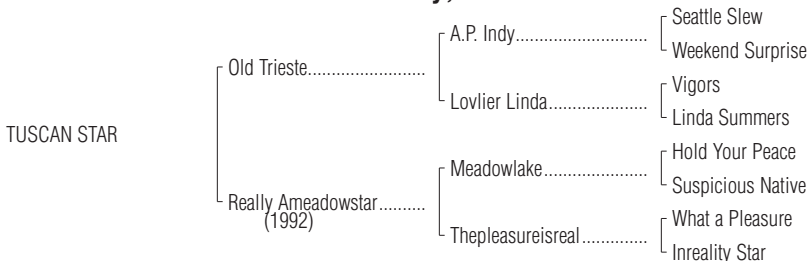 Seattle Slew
A.P. Indy..............................
Weekend Surprise
Old Trieste..........................
Vigors
Lovlier Linda......................
Linda Summers
TUSCAN STAR
Hold Your Peace
Meadowlake.......................
Suspicious Native
Really Ameadowstar..........
(1992)
What a Pleasure
Thepleasureisreal...............
Inreality Star